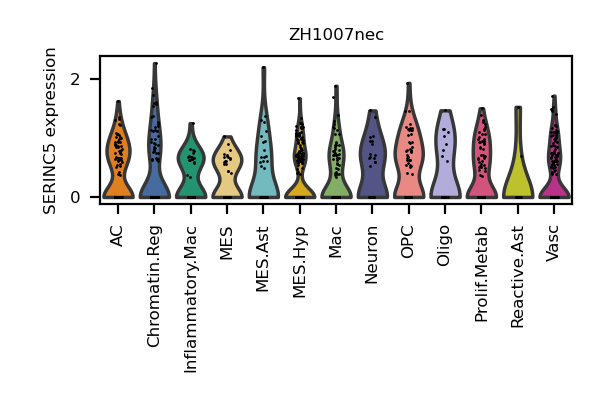 ZH1007nec
SERINC5 expression
2
0
AC
Chromatin.Reg
Inflammatory.Mac
MES
MES.Ast
MES.Hyp
Mac
Neuron
OPC
Oligo
Prolif.Metab
Reactive.Ast
Vasc